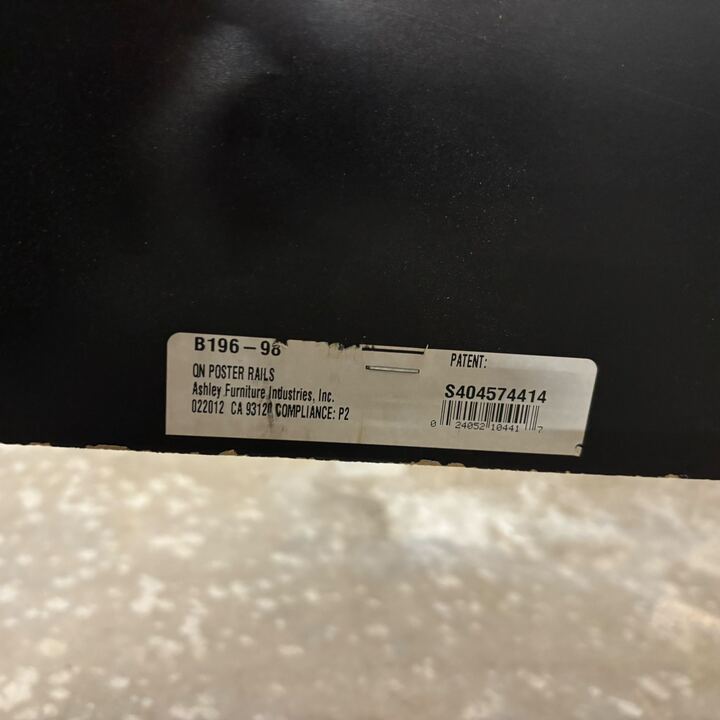 B196-98
PATENT:
QN POSTER RAILS
Ashley Furniture Industries, Inc.
022012 CA 93120 COMPLIANCE: P2
S404574414
0 24052 10441 7